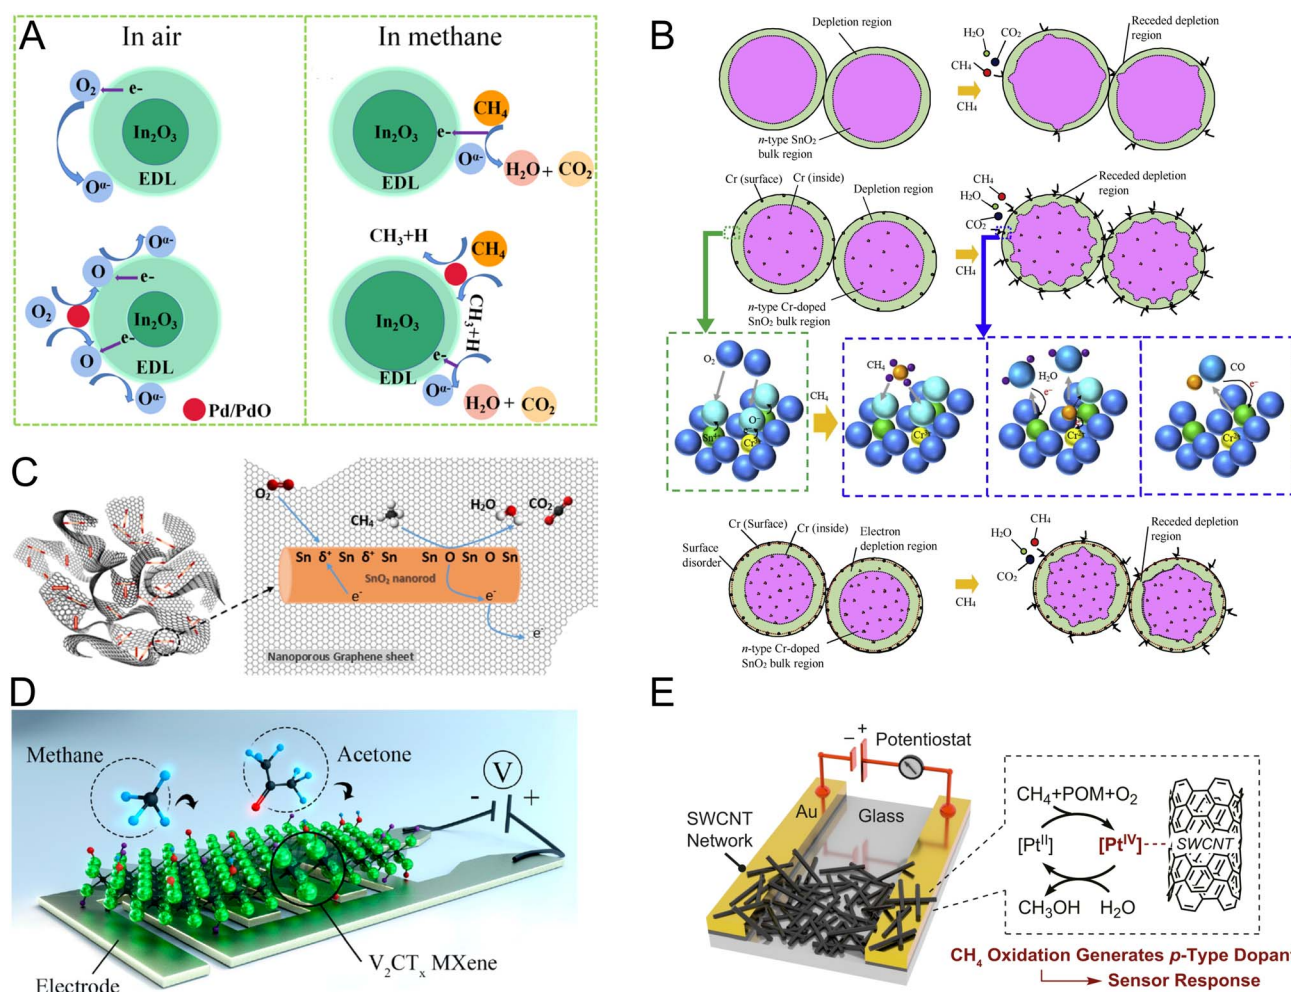 A
In air
In methane
O₂
e-
In₂O₃
EDL
Oᵅ⁻
e-
In₂O₃
EDL
CH₄
Oᵅ⁻
H₂O + CO₂
Oᵅ⁻
O
e-
O₂
In₂O₃
e-
O
EDL
Oᵅ⁻
Pd/PdO
CH₃+H
CH₄
CH₃+H
In₂O₃
e-
EDL
Oᵅ⁻
H₂O + CO₂
B
Depletion region
n-type SnO₂
bulk region
CH₄
H₂O
CO₂
CH₄
Receded depletion
region
Cr (surface)
Cr (inside)
Depletion region
n-type Cr-doped
SnO₂ bulk region
CH₄
CH₄
H₂O
CO₂
Receded depletion
region
O₂
O⁻
CH₄
CH₄
H₂O
e⁻
CO
e⁻
Cr (Surface)
Cr (inside)
Surface
disorder
Electron
depletion region
n-type Cr-doped
SnO₂ bulk region
CH₄
H₂O
CH₄
CO₂
Receded depletion
region
C
O₂
CH₄
H₂O
CO₂
Sn δ⁺ Sn δ⁺ Sn Sn O Sn O Sn
SnO₂ nanorod
e⁻
e⁻
e⁻
Nanoporous Graphene sheet
D
Methane
Acetone
V
-
+
V₂CTₓ MXene
Electrode
E
− +
Potentiostat
Au
Glass
SWCNT
Network
CH₄+POM+O₂
[Ptᴵᴵ]
[Ptᴵⱽ]
SWCNT
CH₃OH
H₂O
CH₄ Oxidation Generates p-Type Dopant
Sensor Response